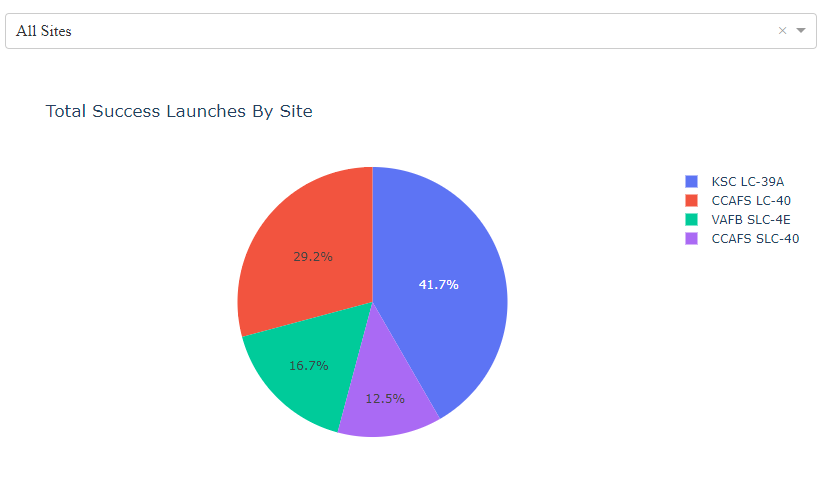 All Sites
Total Success Launches By Site
KSC LC-39A
CCAFS LC-40
VAFB SLC-4E
CCAFS SLC-40
29.2%
41.7%
16.7%
12.5%